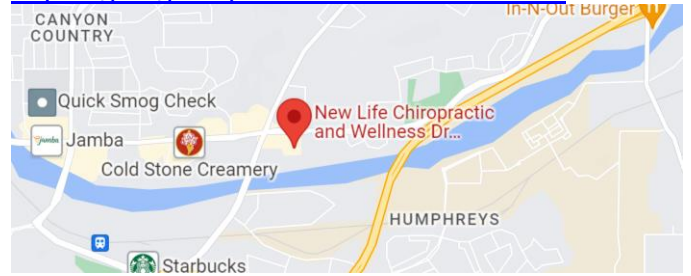 In-N-Out Burger
CANYON
COUNTRY
Quick Smog Check
New Life Chiropractic
and Wellness Dr...
Jamba
Cold Stone Creamery
HUMPHREYS
Starbucks